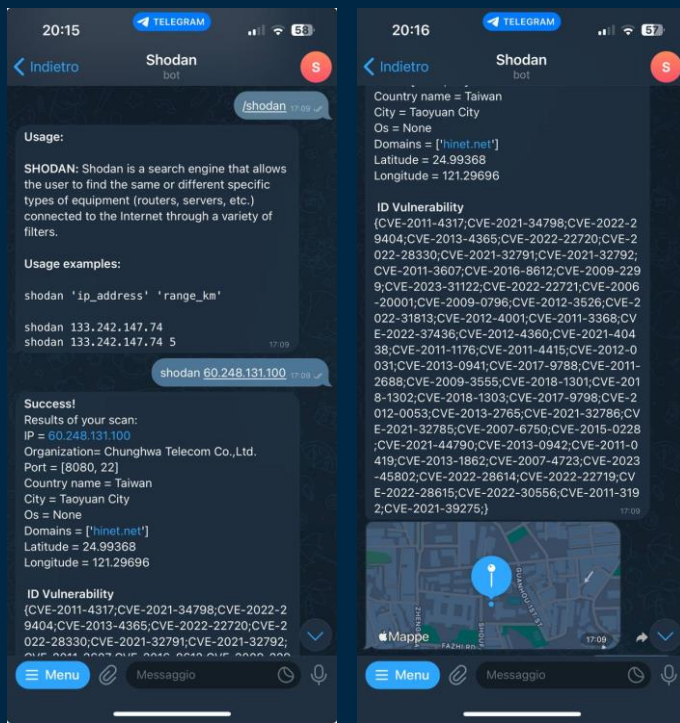 20:15
TELEGRAM
58
Indietro
Shodan
bot
S
/shodan 17:09
Usage:
SHODAN: Shodan is a search engine that allows
the user to find the same or different specific
types of equipment (routers, servers, etc.)
connected to the Internet through a variety of
filters.
Usage examples:
shodan 'ip_address' 'range_km'
shodan 133.242.147.74
shodan 133.242.147.74 5
17:09
shodan 60.248.131.100 17:09
Success!
Results of your scan:
IP = 60.248.131.100
Organization= Chunghwa Telecom Co.,Ltd.
Port = [8080, 22]
Country name = Taiwan
City = Taoyuan City
Os = None
Domains = ['hinet.net']
Latitude = 24.99368
Longitude = 121.29696
ID Vulnerability
{CVE-2011-4317;CVE-2021-34798;CVE-2022-2
9404;CVE-2013-4365;CVE-2022-22720;CVE-2
022-28330;CVE-2021-32791;CVE-2021-32792;
Menu
Messaggio
20:16
TELEGRAM
57
Indietro
Shodan
bot
S
Country name = Taiwan
City = Taoyuan City
Os = None
Domains = ['hinet.net']
Latitude = 24.99368
Longitude = 121.29696
ID Vulnerability
{CVE-2011-4317;CVE-2021-34798;CVE-2022-2
9404;CVE-2013-4365;CVE-2022-22720;CVE-2
022-28330;CVE-2021-32791;CVE-2021-32792;
CVE-2011-3607;CVE-2016-8612;CVE-2009-229
9;CVE-2023-31122;CVE-2022-22721;CVE-2006
-20001;CVE-2009-0796;CVE-2012-3526;CVE-2
022-31813;CVE-2012-4001;CVE-2011-3368;CV
E-2022-37436;CVE-2012-4360;CVE-2021-404
38;CVE-2011-1176;CVE-2011-4415;CVE-2012-0
031;CVE-2013-0941;CVE-2017-9788;CVE-2011-
2688;CVE-2009-3555;CVE-2018-1301;CVE-201
8-1302;CVE-2018-1303;CVE-2017-9798;CVE-2
012-0053;CVE-2013-2765;CVE-2021-32786;CV
E-2021-32785;CVE-2007-6750;CVE-2015-0228
;CVE-2021-44790;CVE-2013-0942;CVE-2011-0
419;CVE-2013-1862;CVE-2007-4723;CVE-2023
-45802;CVE-2022-28614;CVE-2022-22719;CV
E-2022-28615;CVE-2022-30556;CVE-2011-319
2;CVE-2021-39275;}
17:09
Mappe
FAZHI RD
17:09
Menu
Messaggio